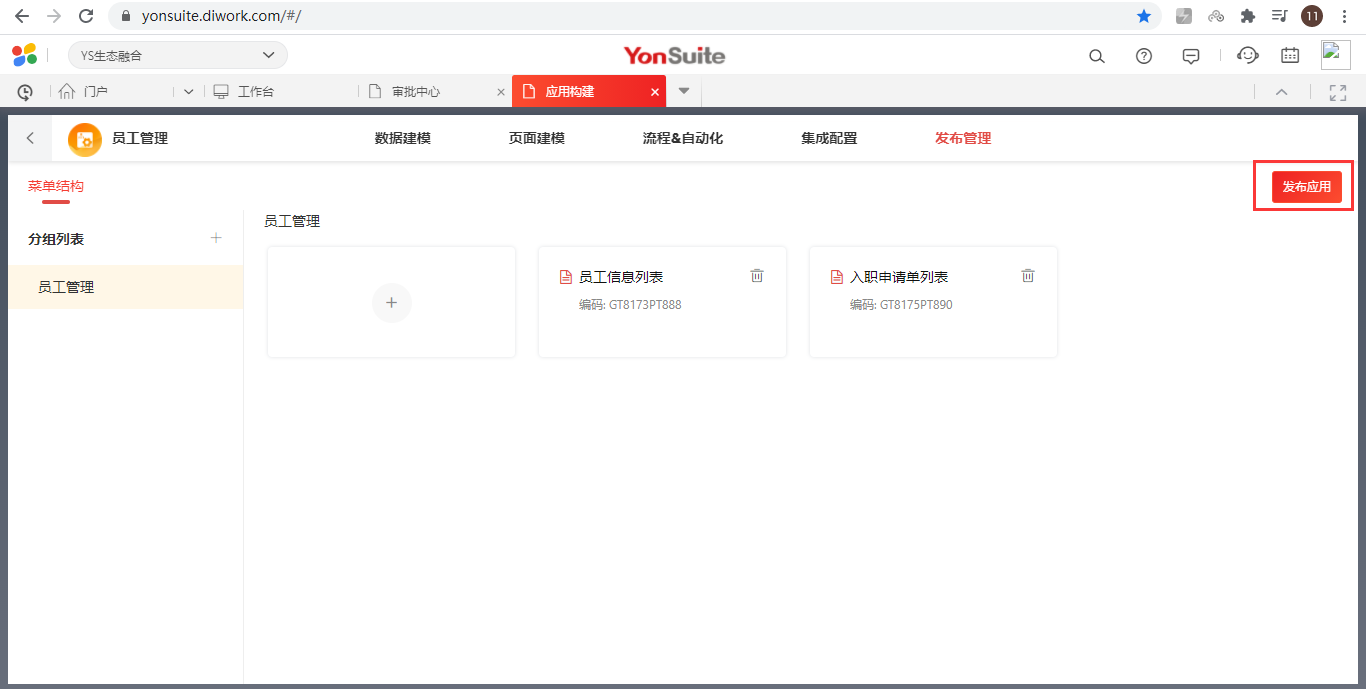 yonsuite.diwork.com/#/
11
YS生态融合
YonSuite
门户
工作台
审批中心
应用构建
员工管理
数据建模
页面建模
流程&自动化
集成配置
发布管理
菜单结构
发布应用
分组列表
员工管理
员工管理
员工信息列表
编码: GT8173PT888
入职申请单列表
编码: GT8175PT890